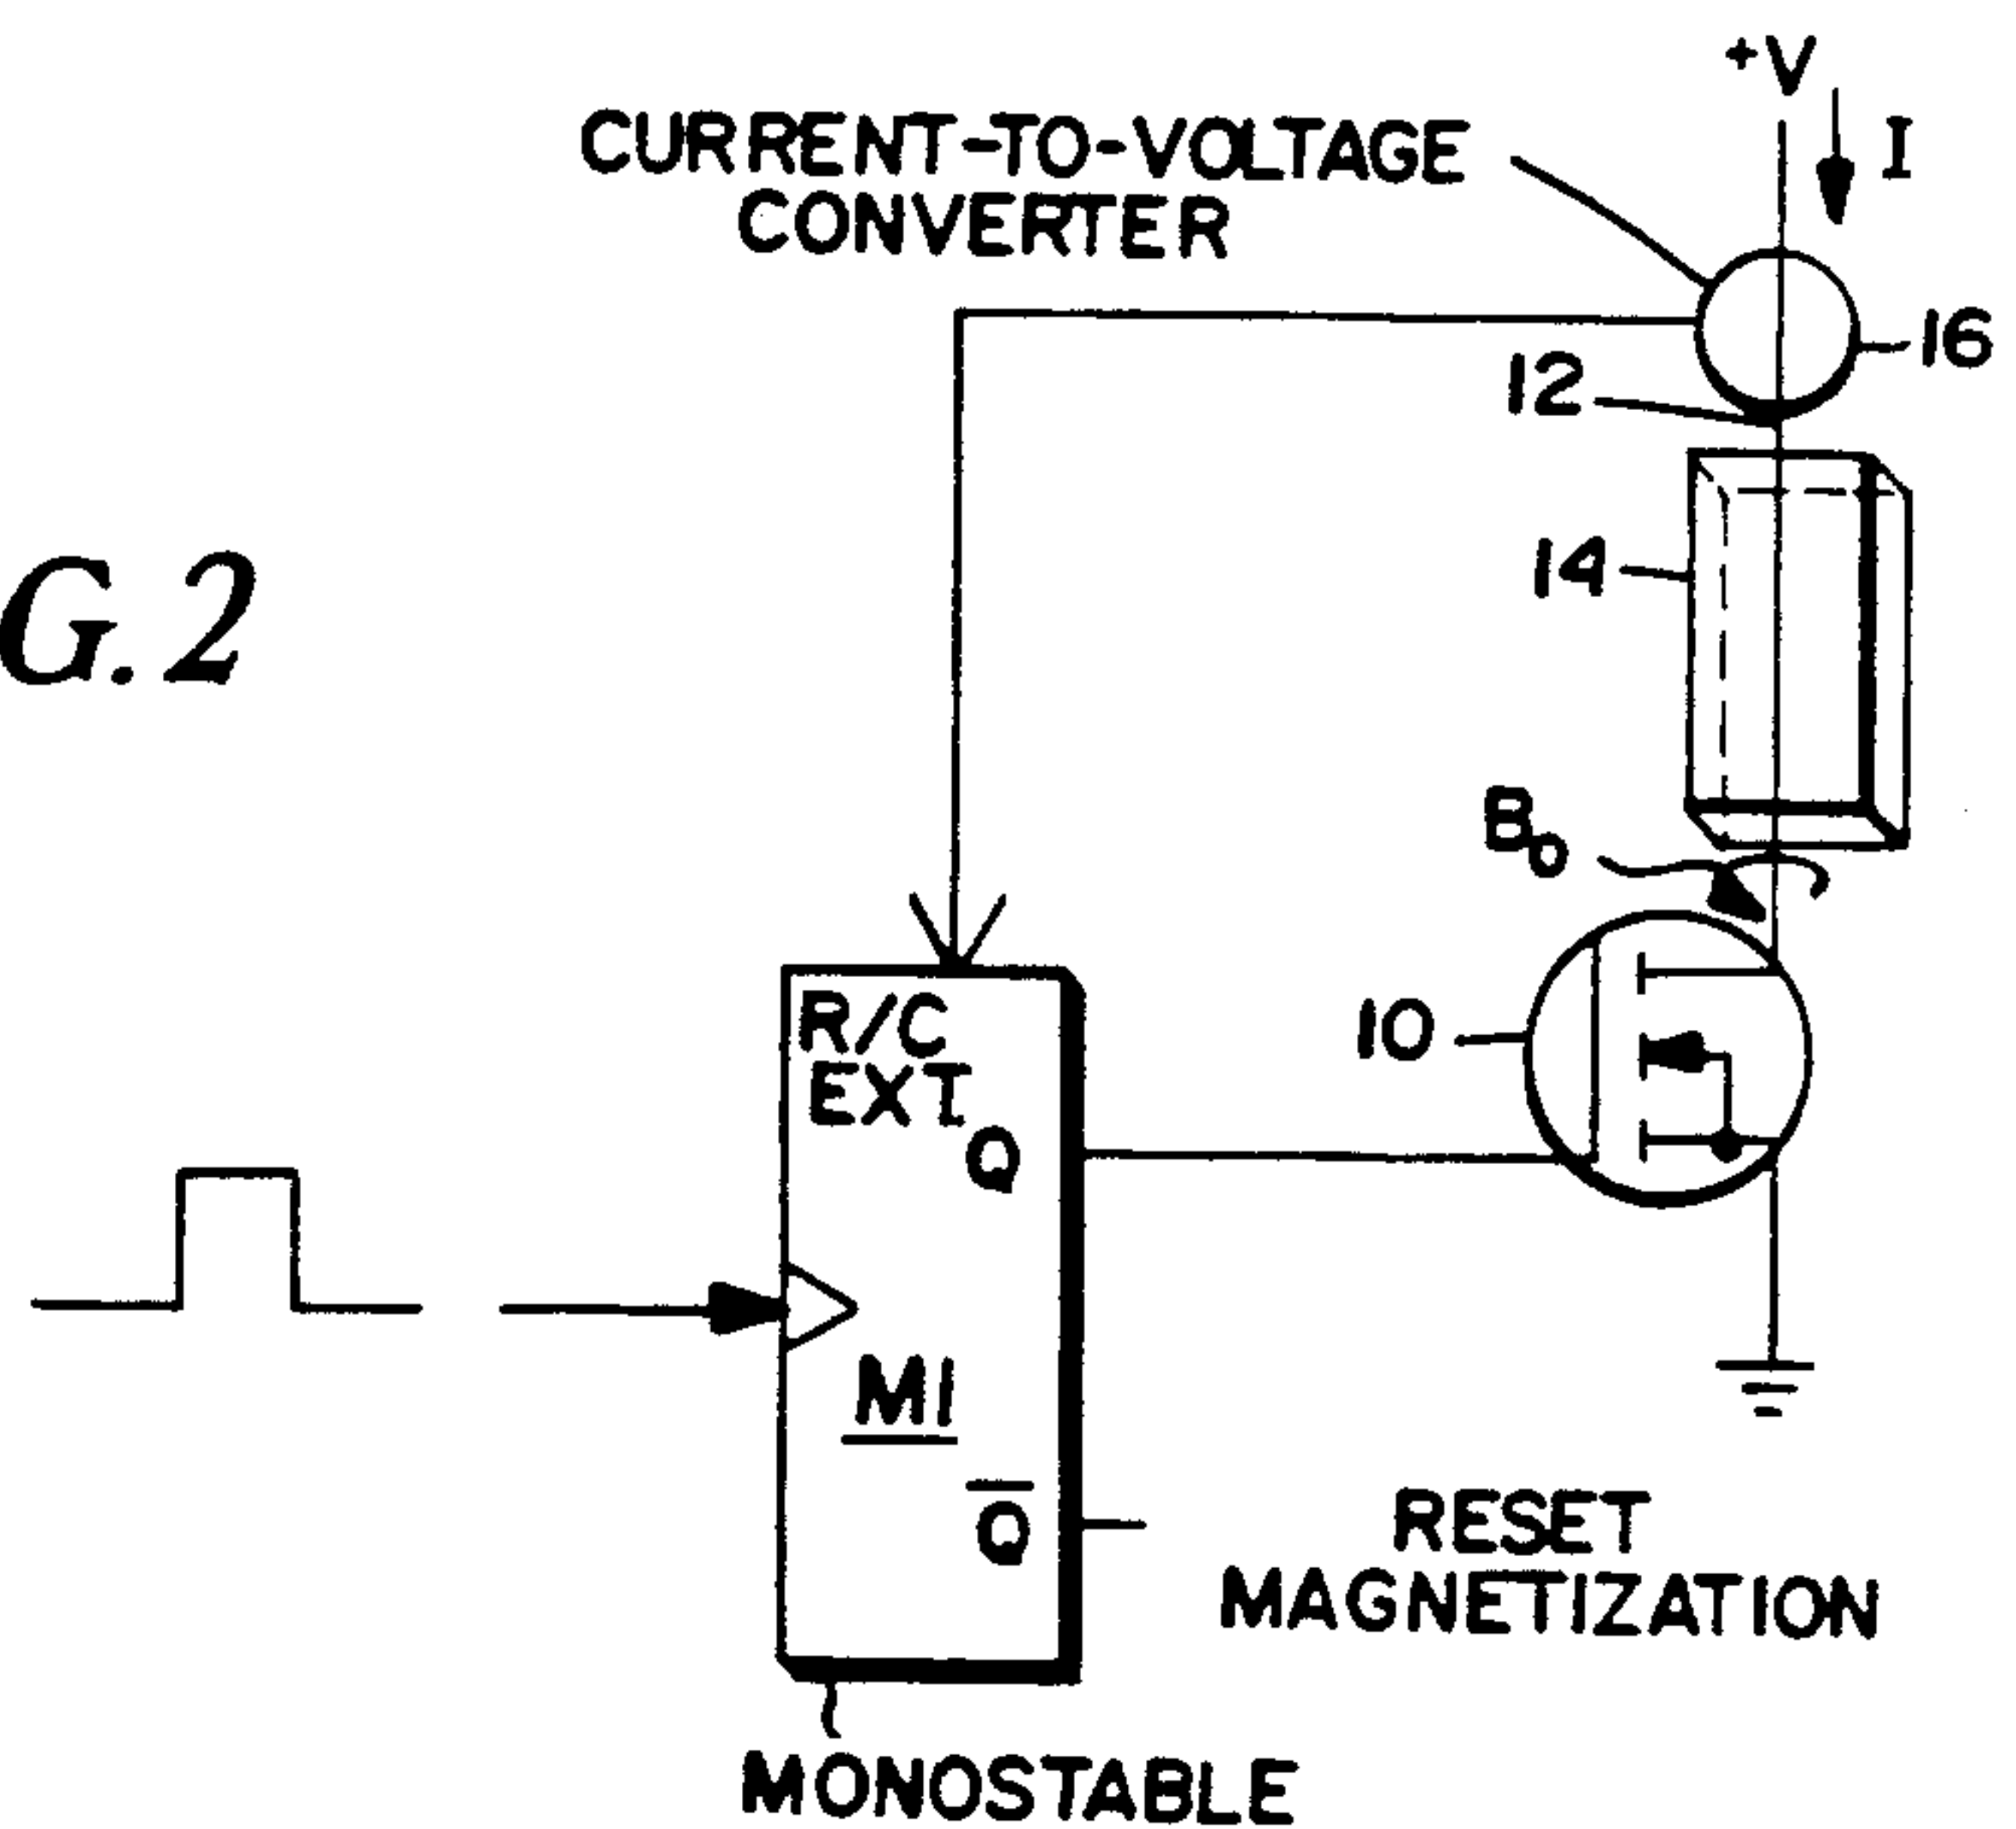 +V
I
CURRENT-TO-VOLTAGE
CONVERTER
16
12
14
G. 2
B0
10
R/C
EXT
Q
M1
Q̅
RESET
MAGNETIZATION
MONOSTABLE